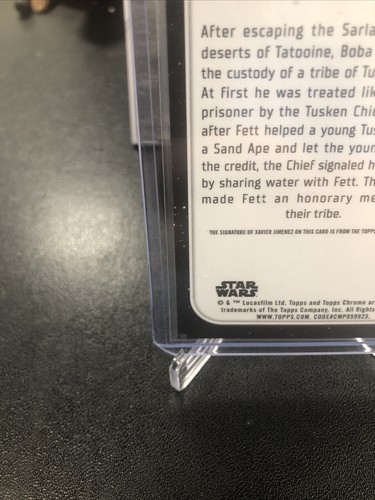 After escaping the Sarla
deserts of Tatooine, Boba
the custody of a tribe of Tu
At first he was treated lik
prisoner by the Tusken Chie
after Fett helped a young Tus
a Sand Ape and let the youn
the credit, the Chief signaled h
by sharing water with Fett. Th
made Fett an honorary me
their tribe.
THE SIGNATURE OF XAVIER JIMENEZ ON THIS CARD IS FROM THE TOPPS
STAR
WARS
© & ™ Lucasfilm Ltd. Topps and Topps Chrome ar
trademarks of The Topps Company, Inc. All Rights
WWW.TOPPS.COM. CODE#CMP059923.